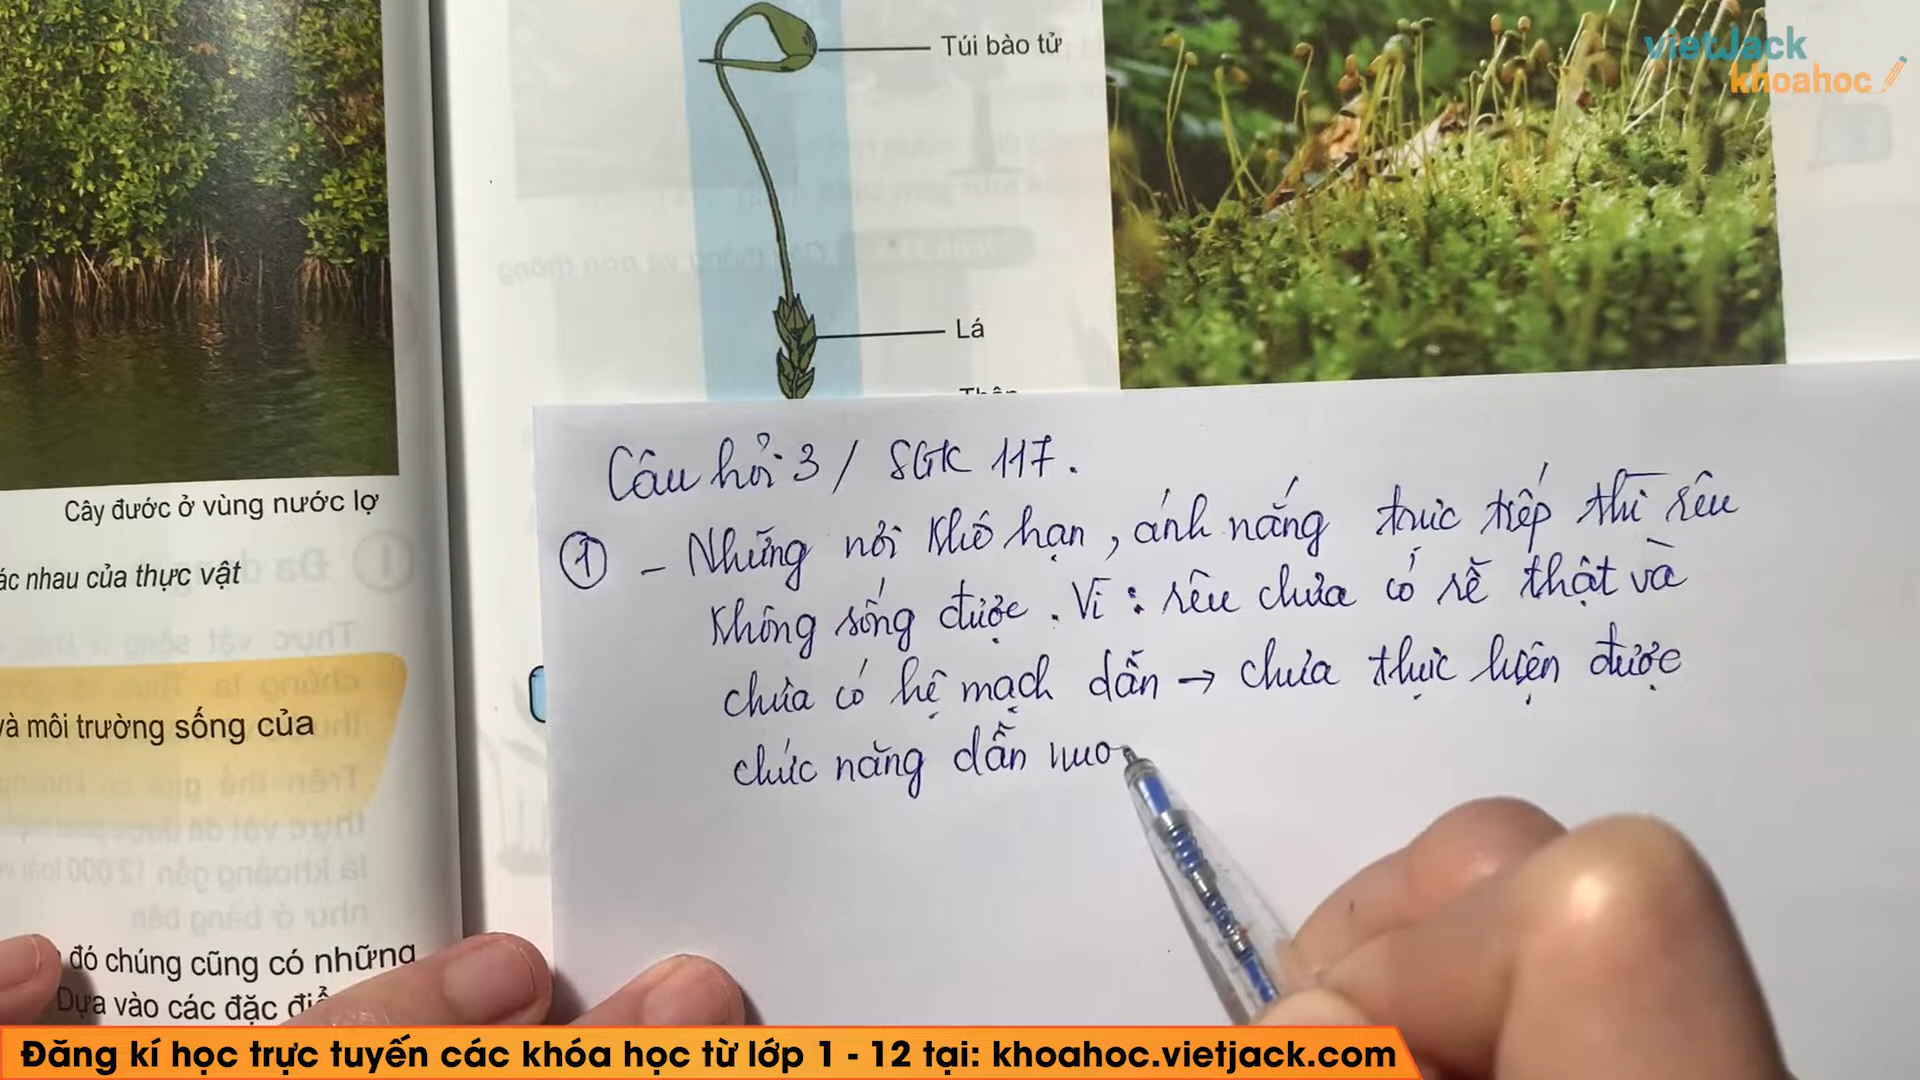 Túi bào tử
vietJack
khoahoc
Lá
Thân
Cây đước ở vùng nước lợ
ác nhau của thực vật
và môi trường sống của
đó chúng cũng có những
Dựa vào các đặc điể
Câu hỏi 3 / SGK 117.
① - Những nơi khô hạn, ánh nắng trực tiếp thì rêu
không sống được. Vì: rêu chưa có rễ thật và
chưa có hệ mạch dẫn → chưa thực hiện được
chức năng dẫn nuo
Đăng kí học trực tuyến các khóa học từ lớp 1 - 12 tại: khoahoc.vietjack.com